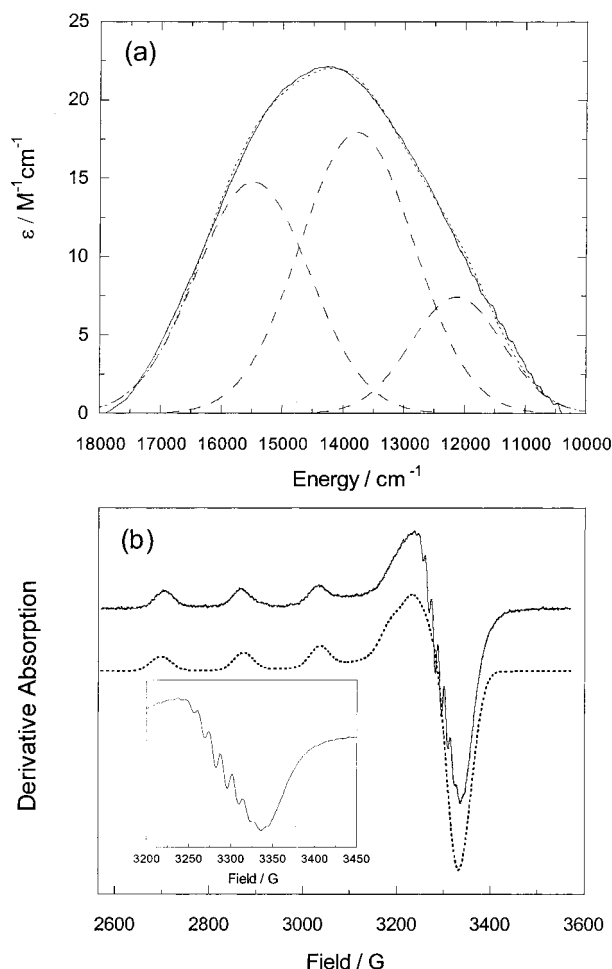 (a)
25
20
15
10
5
0
ε / M⁻¹cm⁻¹
18000 17000 16000 15000 14000 13000 12000 11000 10000
Energy / cm⁻¹
(b)
Derivative Absorption
3200 3250 3300 3350 3400 3450
Field / G
2600 2800 3000 3200 3400 3600
Field / G